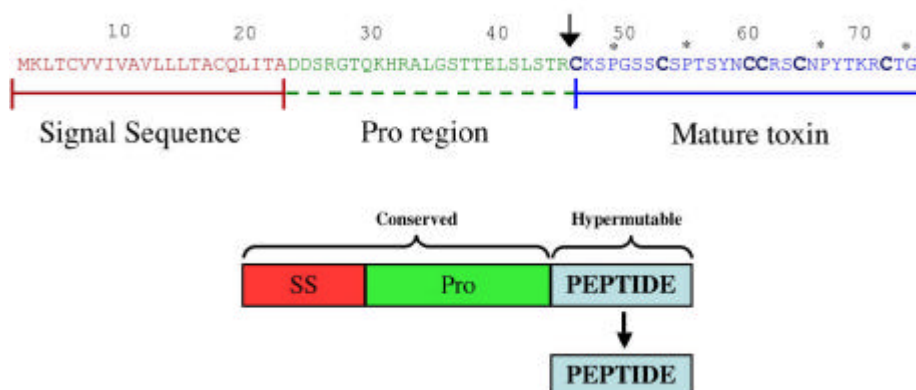 10 20 30 40 50 60 70
* * * *
MKLTCVVIVAVLLLTACQLITADDSRGTQKHRALGSTTELSLSTRCKSPGSSCSPTSYNCCRSCNPYTKRCTG
Signal Sequence Pro region Mature toxin
Conserved Hypermutable
SS Pro PEPTIDE
PEPTIDE